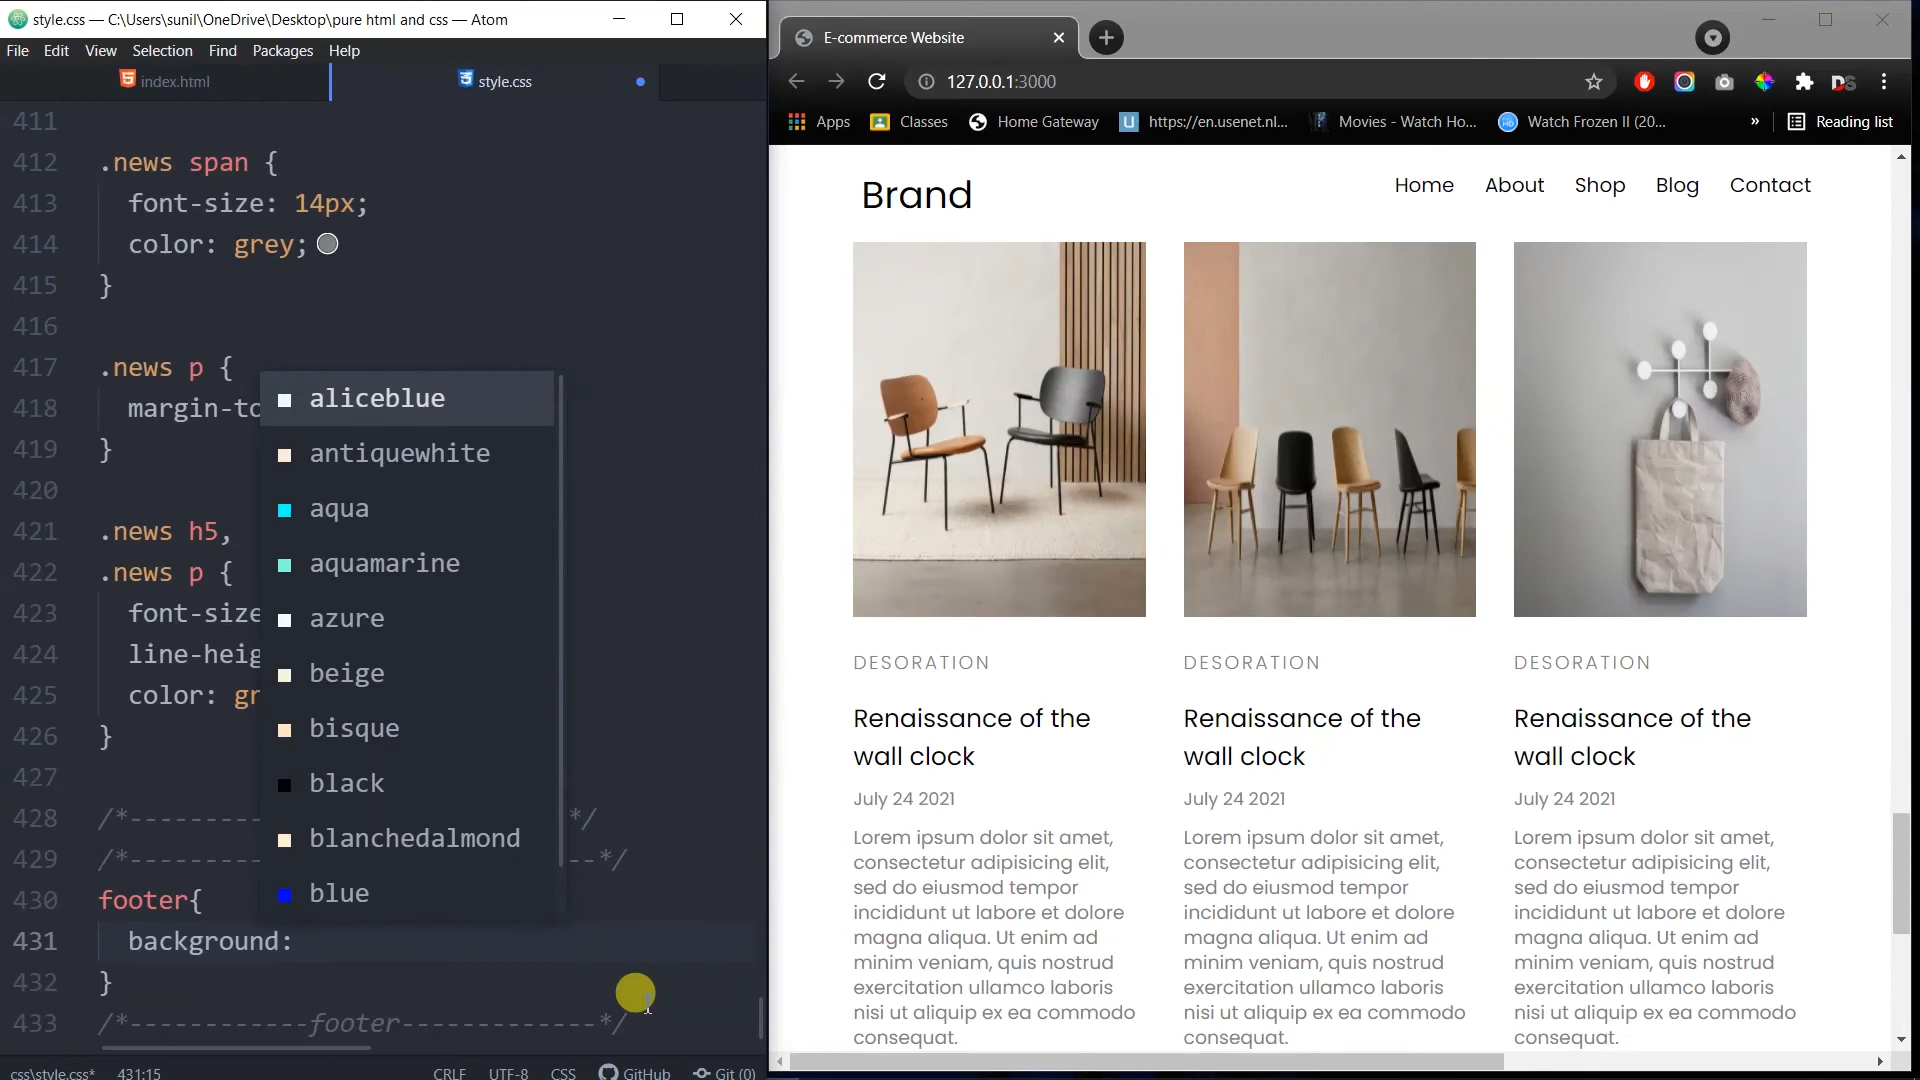 style.css — C:\Users\sunil\OneDrive\Desktop\pure html and css — Atom
File Edit View Selection Find Packages Help
index.html
style.css
411
412 .news span {
413 font-size: 14px;
414 color: grey;
415 }
416
417 .news p {
418 margin-to
419 }
420
421 .news h5,
422 .news p {
423 font-size
424 line-heig
425 color: gr
426 }
427
428 /*---------- */
429 /*---------- --*/
430 footer{
431 background:
432 }
433 /*------------footer-------------*/
aliceblue
antiquewhite
aqua
aquamarine
azure
beige
bisque
black
blanchedalmond
blue
css\style.css* 431:15 CRLF UTF-8 CSS GitHub Git (0)
E-commerce Website
127.0.0.1:3000
Apps Classes Home Gateway https://en.usenet.nl... Movies - Watch Ho... Watch Frozen II (20... » Reading list
Brand
Home About Shop Blog Contact
DESORATION
Renaissance of the
wall clock
July 24 2021
Lorem ipsum dolor sit amet,
consectetur adipisicing elit,
sed do eiusmod tempor
incididunt ut labore et dolore
magna aliqua. Ut enim ad
minim veniam, quis nostrud
exercitation ullamco laboris
nisi ut aliquip ex ea commodo
consequat.
DESORATION
Renaissance of the
wall clock
July 24 2021
Lorem ipsum dolor sit amet,
consectetur adipisicing elit,
sed do eiusmod tempor
incididunt ut labore et dolore
magna aliqua. Ut enim ad
minim veniam, quis nostrud
exercitation ullamco laboris
nisi ut aliquip ex ea commodo
consequat.
DESORATION
Renaissance of the
wall clock
July 24 2021
Lorem ipsum dolor sit amet,
consectetur adipisicing elit,
sed do eiusmod tempor
incididunt ut labore et dolore
magna aliqua. Ut enim ad
minim veniam, quis nostrud
exercitation ullamco laboris
nisi ut aliquip ex ea commodo
consequat.